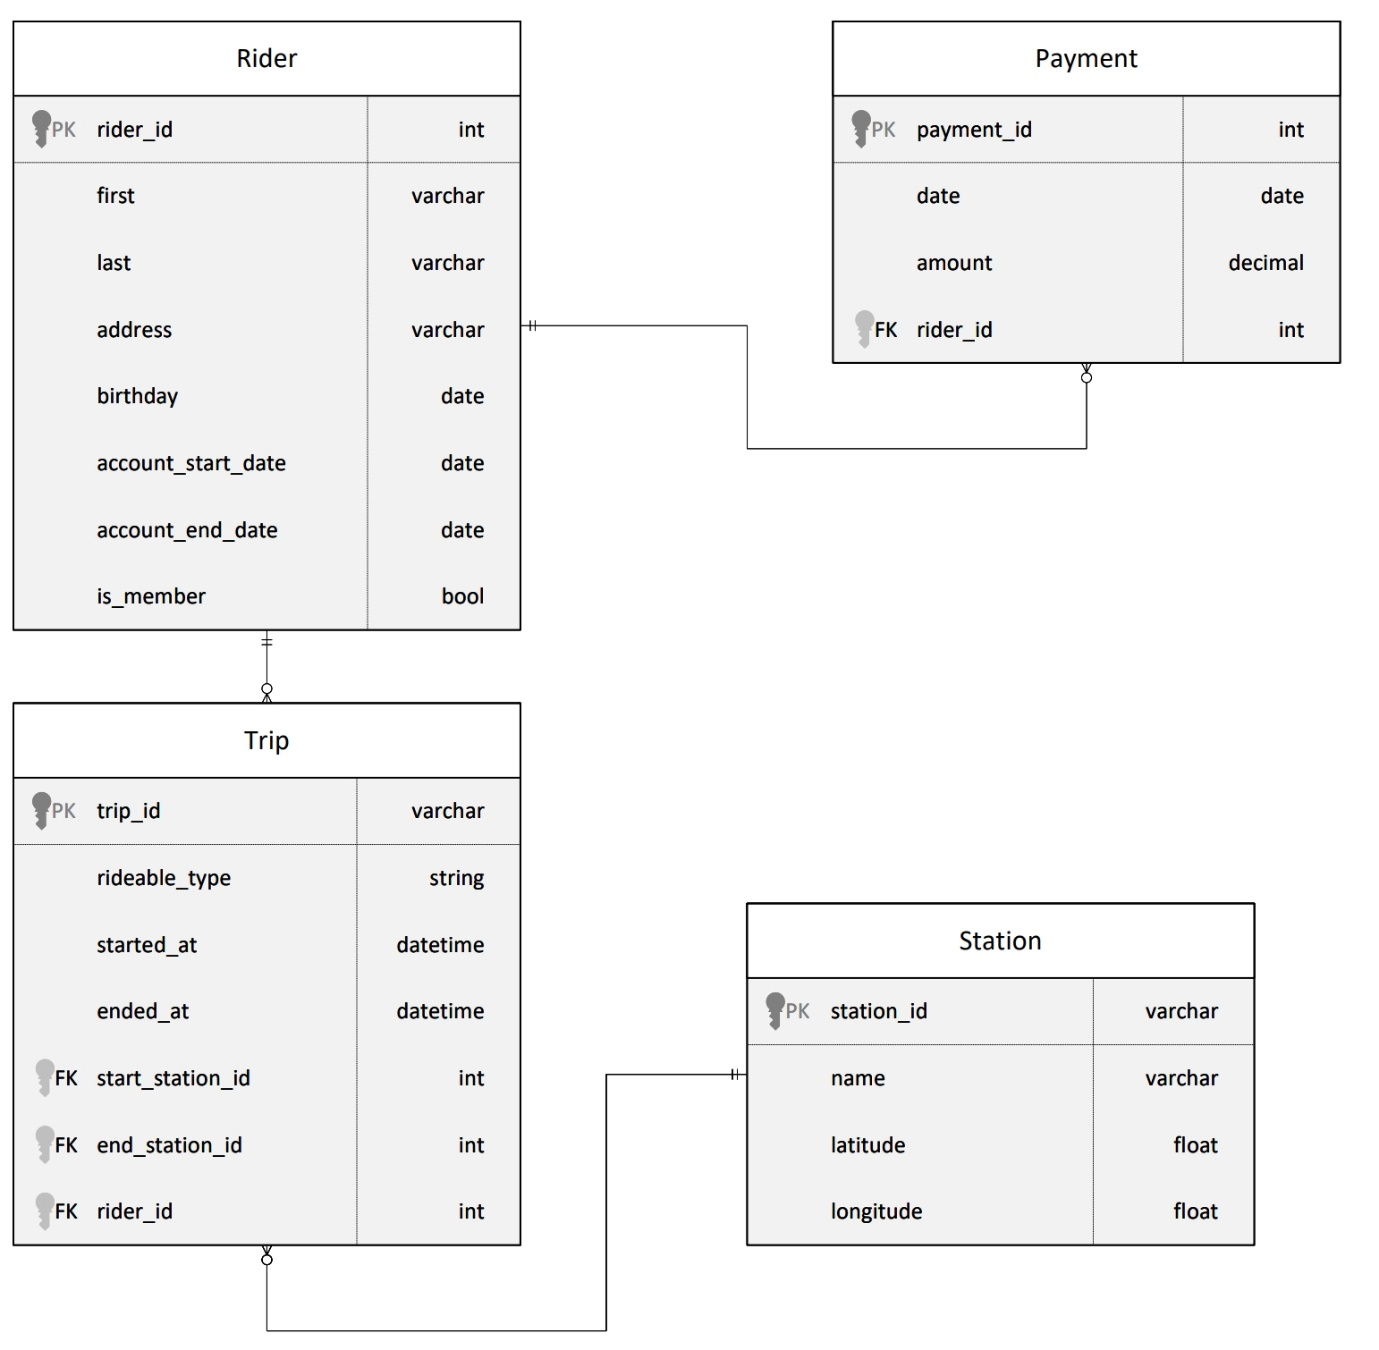 Rider
PK rider_id int
first varchar
last varchar
address varchar
birthday date
account_start_date date
account_end_date date
is_member bool
Payment
PK payment_id int
date date
amount decimal
FK rider_id int
Trip
PK trip_id varchar
rideable_type string
started_at datetime
ended_at datetime
FK start_station_id int
FK end_station_id int
FK rider_id int
Station
PK station_id varchar
name varchar
latitude float
longitude float